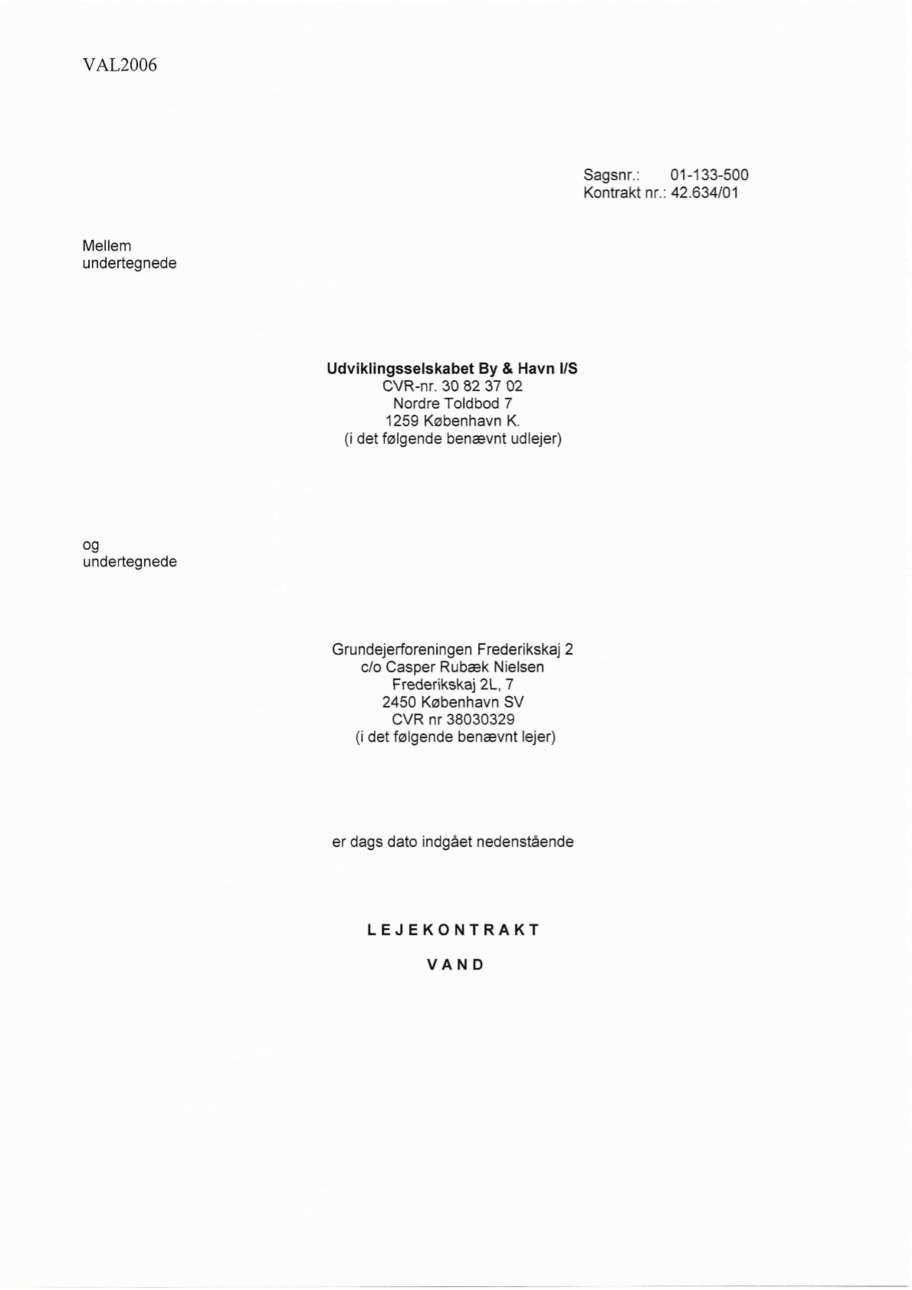 VAL2006
Sagsnr.: 01-133-500
Kontrakt nr.: 42.634/01
Mellem
undertegnede
Udviklingsselskabet By & Havn I/S
CVR-nr. 30 82 37 02
Nordre Toldbod 7
1259 København K.
(i det følgende benævnt udlejer)
og
undertegnede
Grundejerforeningen Frederikskaj 2
c/o Casper Rubæk Nielsen
Frederikskaj 2L, 7
2450 København SV
CVR nr 38030329
(i det følgende benævnt lejer)
er dags dato indgået nedenstående
LEJEKONTRAKT
VAND